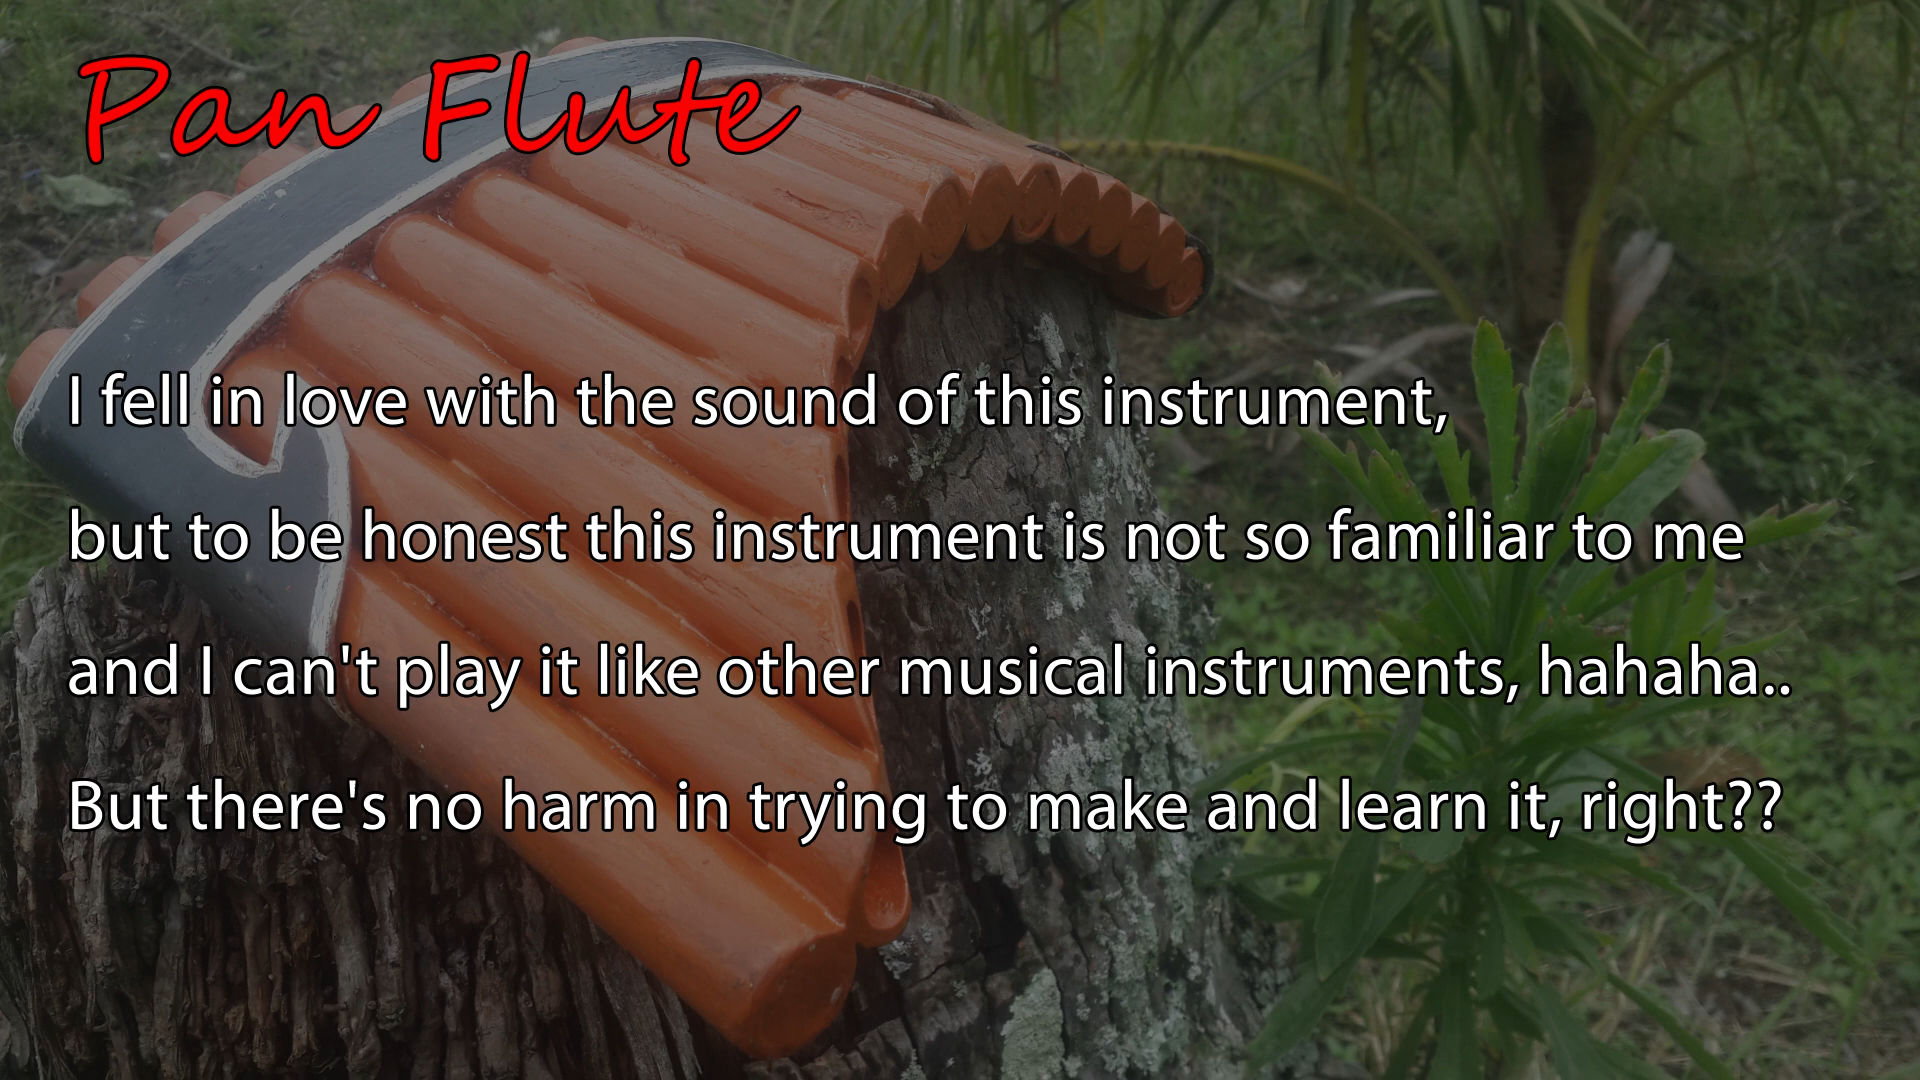 Pan Flute
I fell in love with the sound of this instrument,
but to be honest this instrument is not so familiar to me
and I can't play it like other musical instruments, hahaha..
But there's no harm in trying to make and learn it, right??